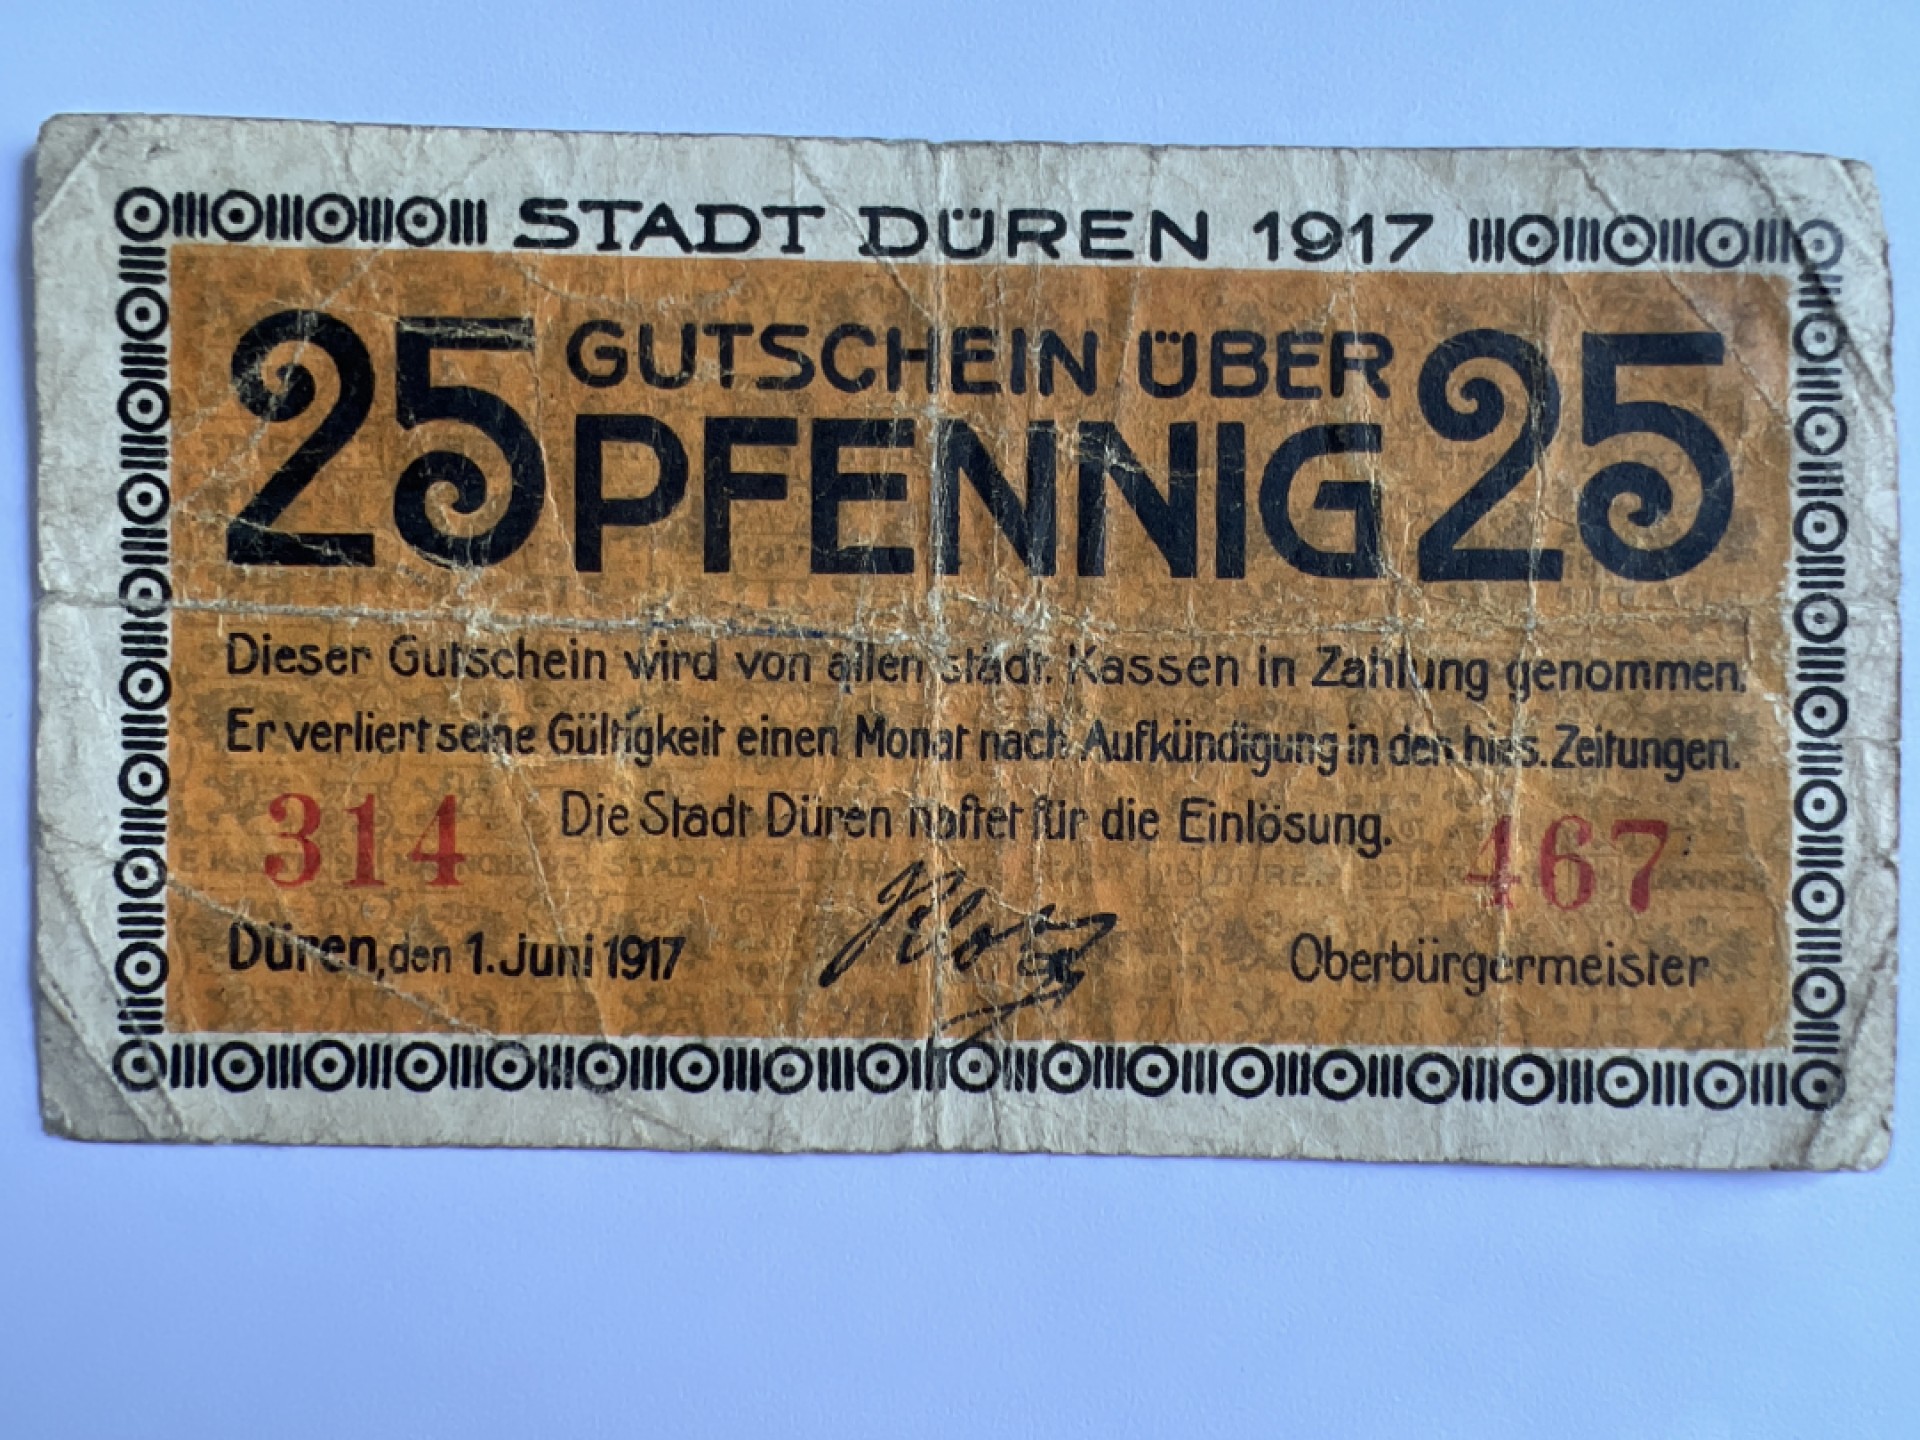 STADT DÜREN 1917
25 GUTSCHEIN ÜBER 25
PFENNIG
Dieser Gutschein wird von allen städt. Kassen in Zahlung genommen.
Er verliert seine Gültigkeit einen Monat nach Aufkündigung in den hies. Zeitungen.
Die Stadt Düren haftet für die Einlösung.
314 467
Düren, den 1. Juni 1917 Oberbürgermeister